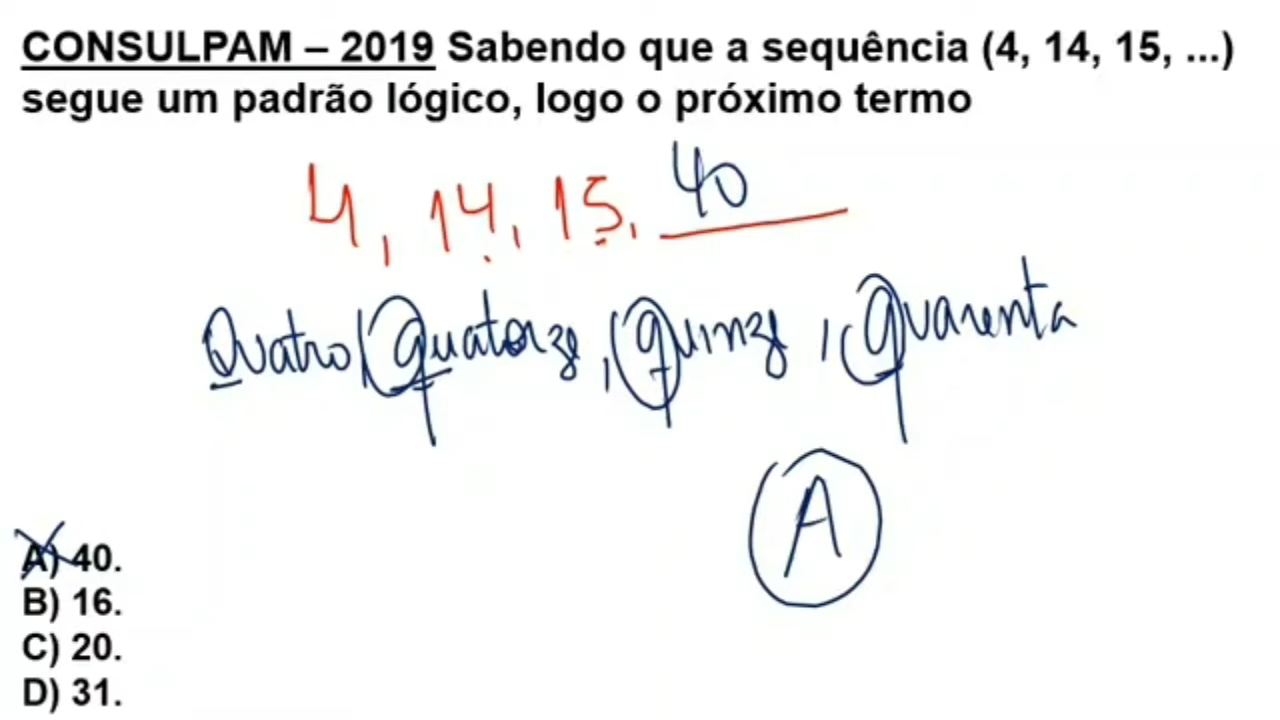 CONSULPAM – 2019 Sabendo que a sequência (4, 14, 15, ...)
segue um padrão lógico, logo o próximo termo
4, 14, 15, 40
Quatro, quatorze, quinze, quarenta
A
A) 40.
B) 16.
C) 20.
D) 31.